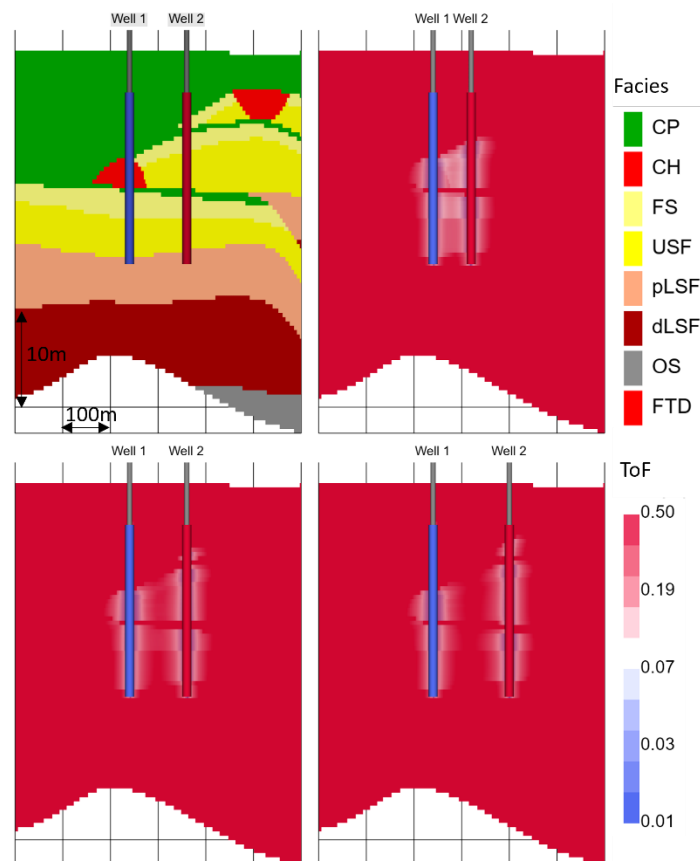 Well 1 Well 2
Well 1 Well 2
Facies
CP
CH
FS
USF
pLSF
dLSF
OS
FTD
10m
100m
Well 1 Well 2
Well 1 Well 2
ToF
0.50
0.19
0.07
0.03
0.01